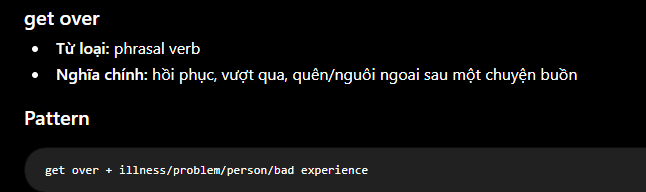 get over
Từ loại: phrasal verb
Nghĩa chính: hồi phục, vượt qua, quên/nguôi ngoai sau một chuyện buồn
Pattern
get over + illness/problem/person/bad experience